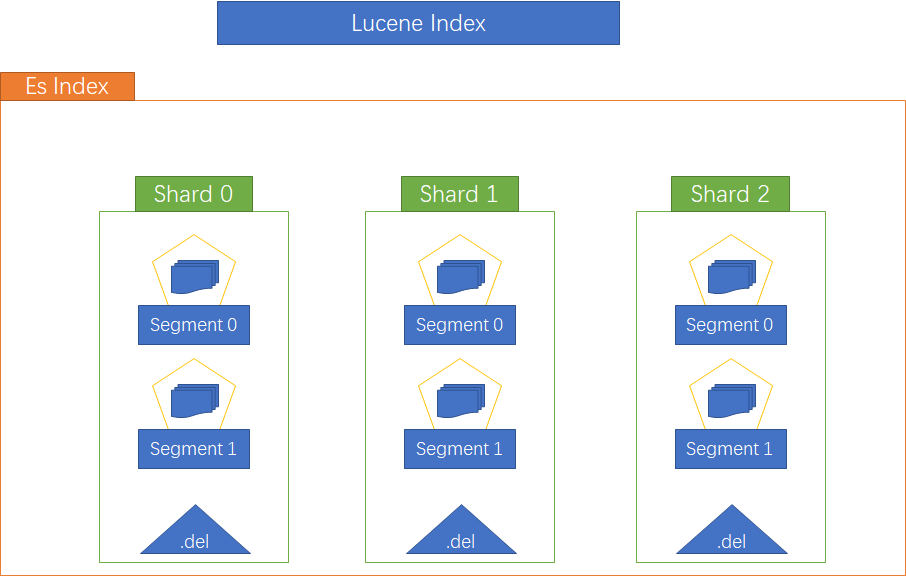 Lucene Index
Es Index
Shard 0
Shard 1
Shard 2
Segment 0
Segment 0
Segment 0
Segment 1
Segment 1
Segment 1
.del
.del
.del